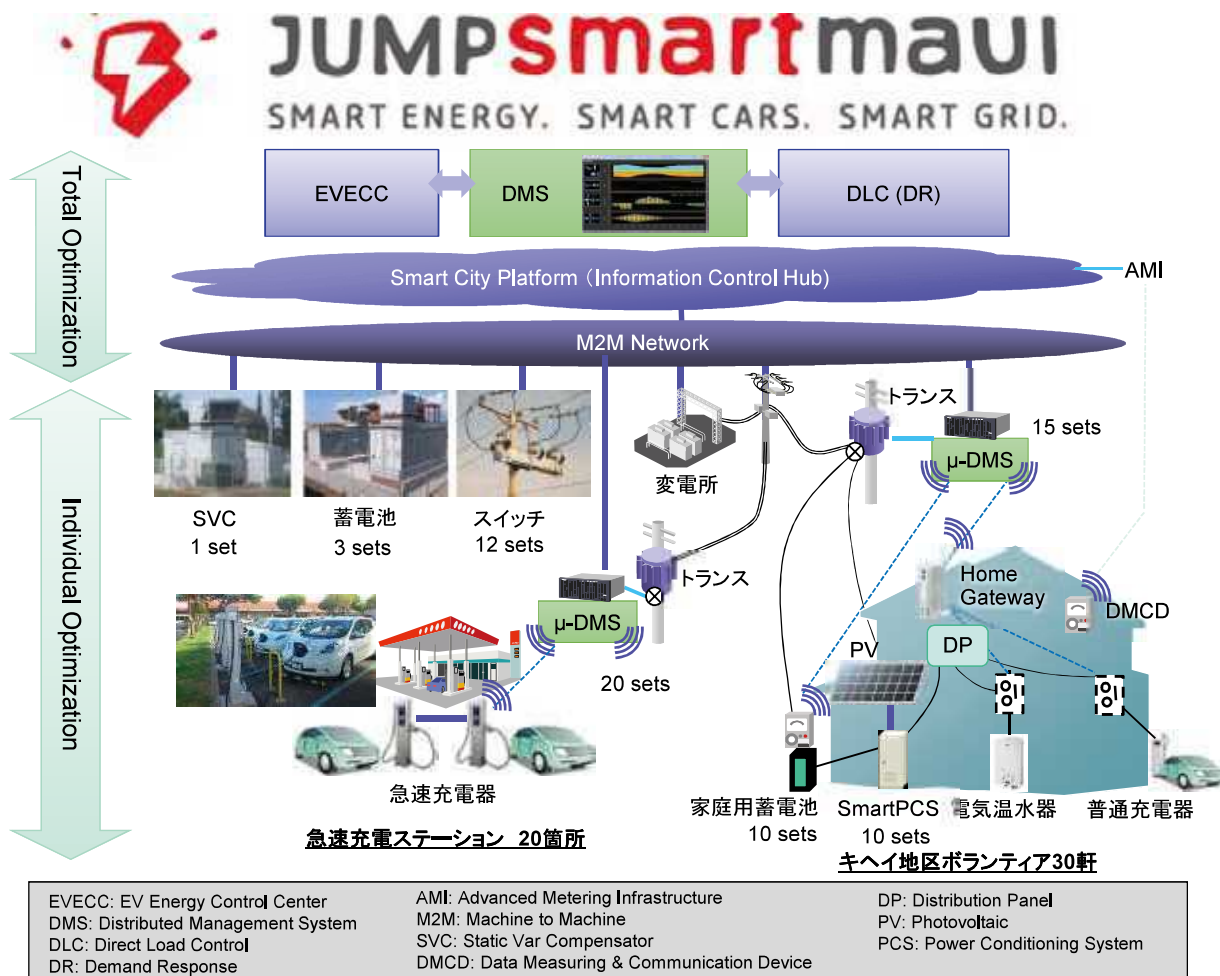 JUMPsmartmaui
SMART ENERGY. SMART CARS. SMART GRID.
Total Optimization
EVECC
DMS
DLC (DR)
Smart City Platform (Information Control Hub)
AMI
M2M Network
Individual Optimization
SVC
1 set
蓄電池
3 sets
スイッチ
12 sets
変電所
トランス
15 sets
μ-DMS
トランス
μ-DMS
20 sets
Home
Gateway
DMCD
PV
DP
急速充電器
急速充電ステーション 20箇所
家庭用蓄電池
10 sets
SmartPCS
10 sets
電気温水器
普通充電器
キヘイ地区ボランティア30軒
EVECC: EV Energy Control Center
DMS: Distributed Management System
DLC: Direct Load Control
DR: Demand Response
AMI: Advanced Metering Infrastructure
M2M: Machine to Machine
SVC: Static Var Compensator
DMCD: Data Measuring & Communication Device
DP: Distribution Panel
PV: Photovoltaic
PCS: Power Conditioning System